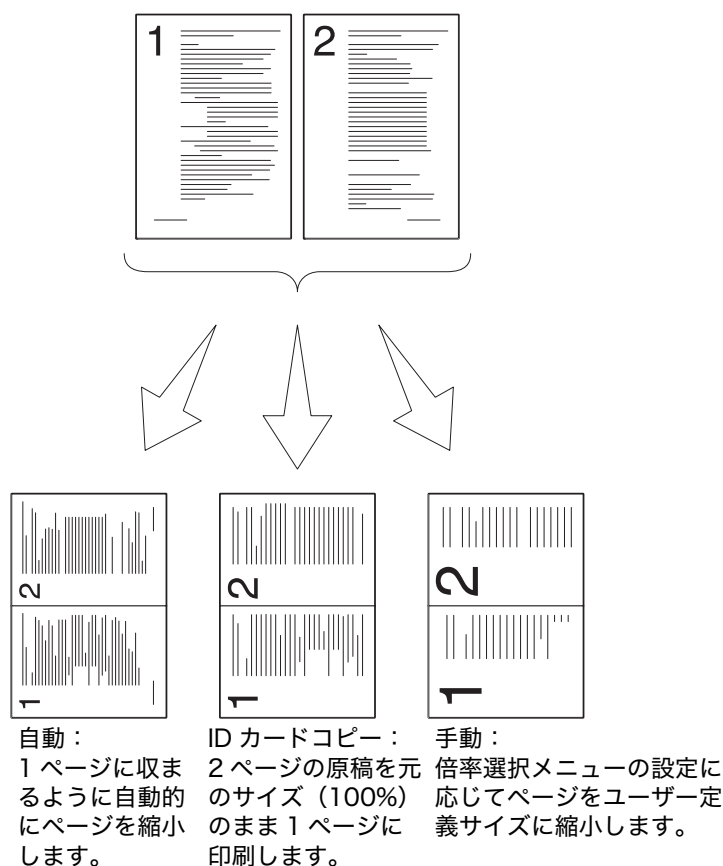 1
2
2
1
2
1
2
1
自動：
1 ページに収ま
るように自動的
にページを縮小
します。
ID カードコピー：
2 ページの原稿を元
のサイズ（100%）
のまま 1 ページに
印刷します。
手動：
倍率選択メニューの設定に
応じてページをユーザー定
義サイズに縮小します。